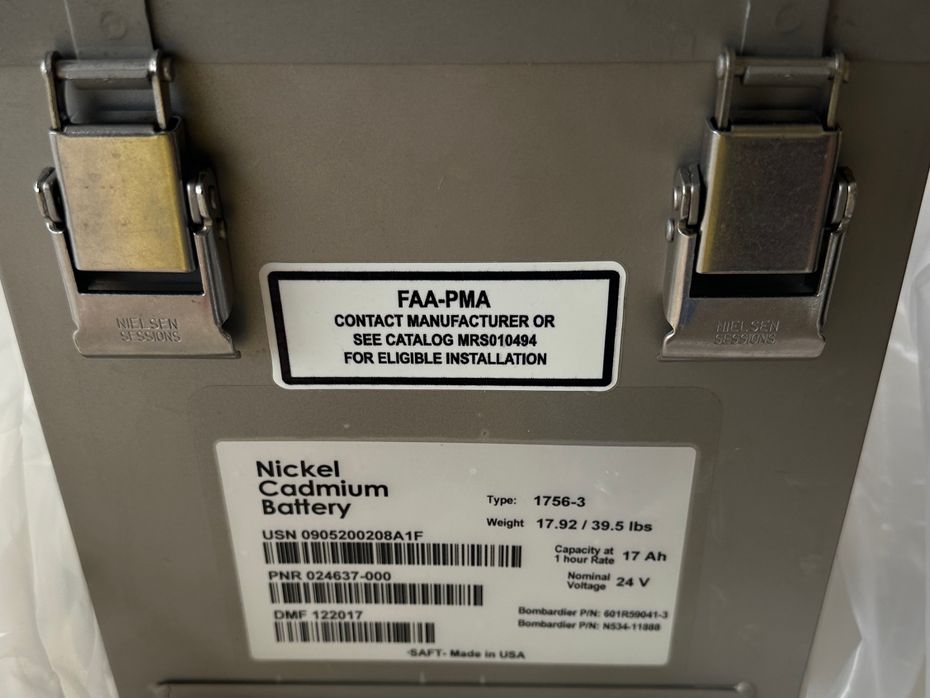 NIELSEN
SESSIONS
NIELSEN
SESSIONS
FAA-PMA
CONTACT MANUFACTURER OR
SEE CATALOG MRS010494
FOR ELIGIBLE INSTALLATION
Nickel
Cadmium
Battery
USN 0905200208A1F
PNR 024637-000
DMF 122017
Type: 1756-3
Weight 17.92 / 39.5 lbs
Capacity at
1 hour Rate 17 Ah
Nominal
Voltage 24 V
Bombardier P/N: 601R59041-3
Bombardier P/N: N534-11888
-SAFT- Made in USA